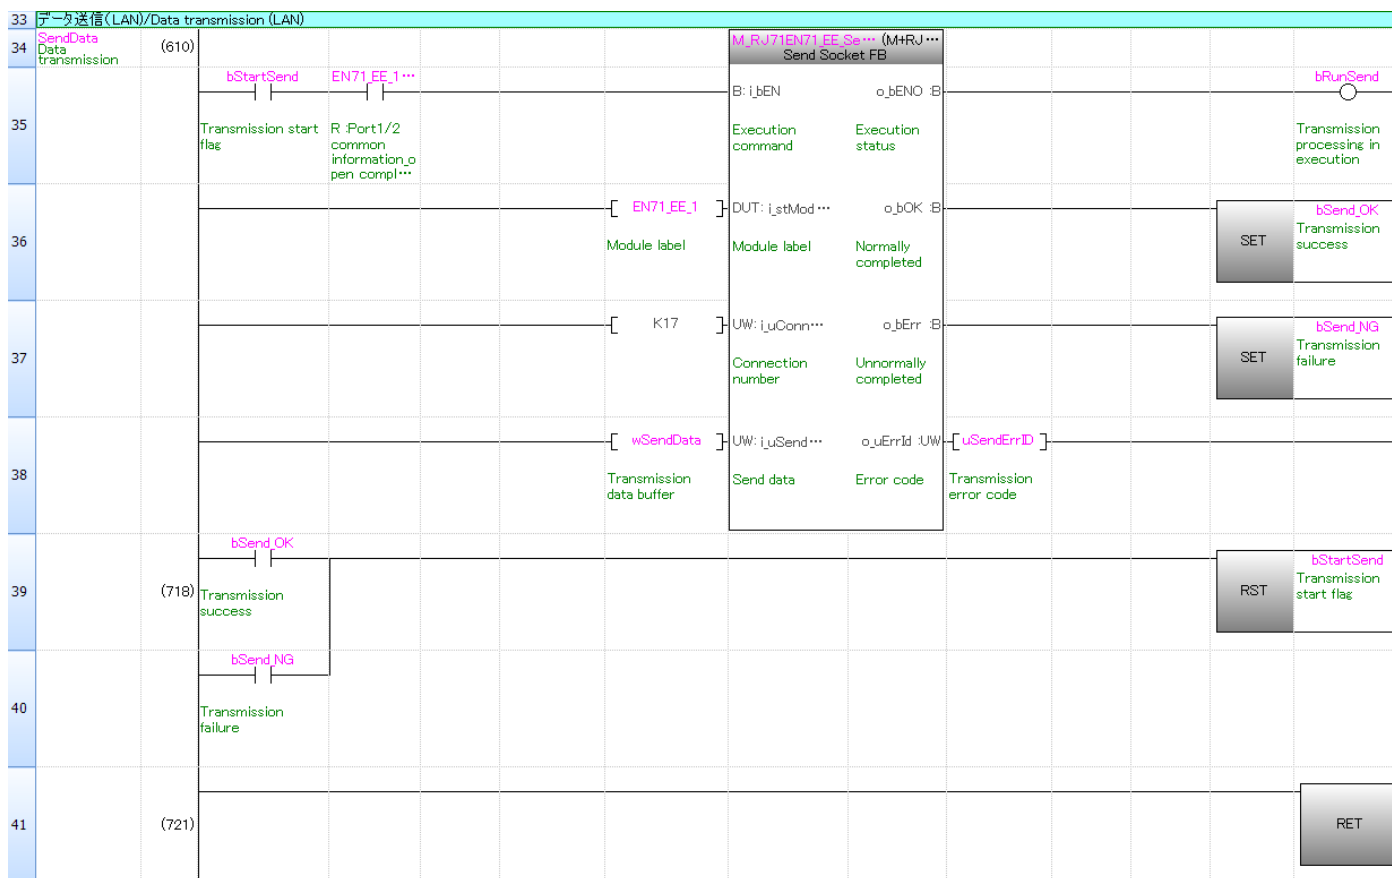 33 データ送信(LAN)/Data transmission (LAN)
34 SendData
Data
transmission
(610)
M_RJ71EN71_EE_Se… (M+RJ…
Send Socket FB
35
bStartSend
Transmission start
flag
EN71_EE_1…
R :Port1/2
common
information_o
pen compl…
B: i_bEN
Execution
command
o_bENO :B
Execution
status
bRunSend
Transmission
processing in
execution
36
EN71_EE_1
Module label
DUT: i_stMod…
Module label
o_bOK :B
Normally
completed
SET
bSend_OK
Transmission
success
37
K17
UW: i_uConn…
Connection
number
o_bErr :B
Unnormally
completed
SET
bSend_NG
Transmission
failure
38
wSendData
Transmission
data buffer
UW: i_uSend…
Send data
o_uErrId :UW
Error code
uSendErrID
Transmission
error code
39
(718)
bSend_OK
Transmission
success
RST
bStartSend
Transmission
start flag
40
bSend_NG
Transmission
failure
41
(721)
RET